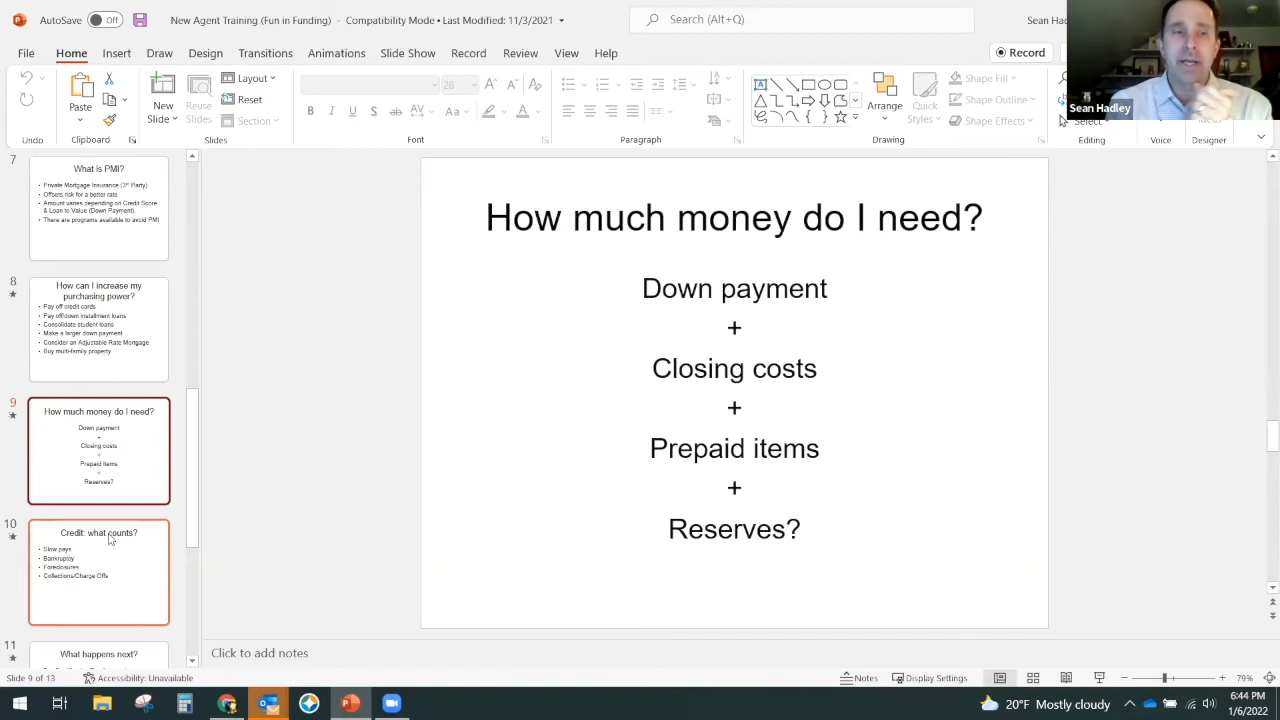 AutoSave Off New Agent Training (Fun in Funding) - Compatibility Mode • Last Modified: 11/3/2021 Search (Alt+Q) Sean Ha
File Home Insert Draw Design Transitions Animations Slide Show Record Review View Help Record
Paste New Slide Reuse Slides Layout Reset Section 28 B I U S ab AV Aa A Arrange Quick Styles Shape Fill Shape Outline Shape Effects Select
Sean Hadley
Undo Clipboard Slides Font Paragraph Drawing Editing Voice Designer
7
What is PMI?
• Private Mortgage Insurance (3rd Party)
• Offsets risk for a better rate
• Amount varies depending on Credit Score
& Loan to Value (Down Payment).
• There are programs available to avoid PMI
8
How can I increase my
purchasing power?
• Pay off credit cards
• Pay off/down installment loans
• Consolidate student loans
• Make a larger down payment
• Consider an Adjustable Rate Mortgage
• Buy multi-family property
9
How much money do I need?
Down payment
+
Closing costs
+
Prepaid items
+
Reserves?
10
Credit: what counts?
• Slow pays
• Bankruptcy
• Foreclosures
• Collections/Charge Offs
11
What happens next?
How much money do I need?
Down payment
+
Closing costs
+
Prepaid items
+
Reserves?
Click to add notes
Slide 9 of 13 Accessibility: Unavailable Notes Display Settings 79%
20°F Mostly cloudy 6:44 PM
1/6/2022